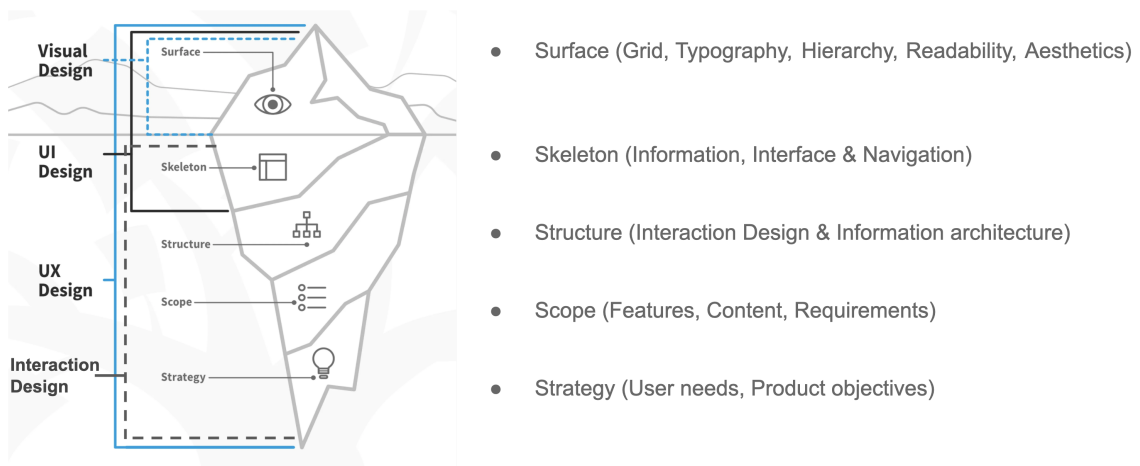 Visual
Design
UI
Design
UX
Design
Interaction
Design
Surface
Skeleton
Structure
Scope
Strategy
● Surface (Grid, Typography, Hierarchy, Readability, Aesthetics)
● Skeleton (Information, Interface & Navigation)
● Structure (Interaction Design & Information architecture)
● Scope (Features, Content, Requirements)
● Strategy (User needs, Product objectives)